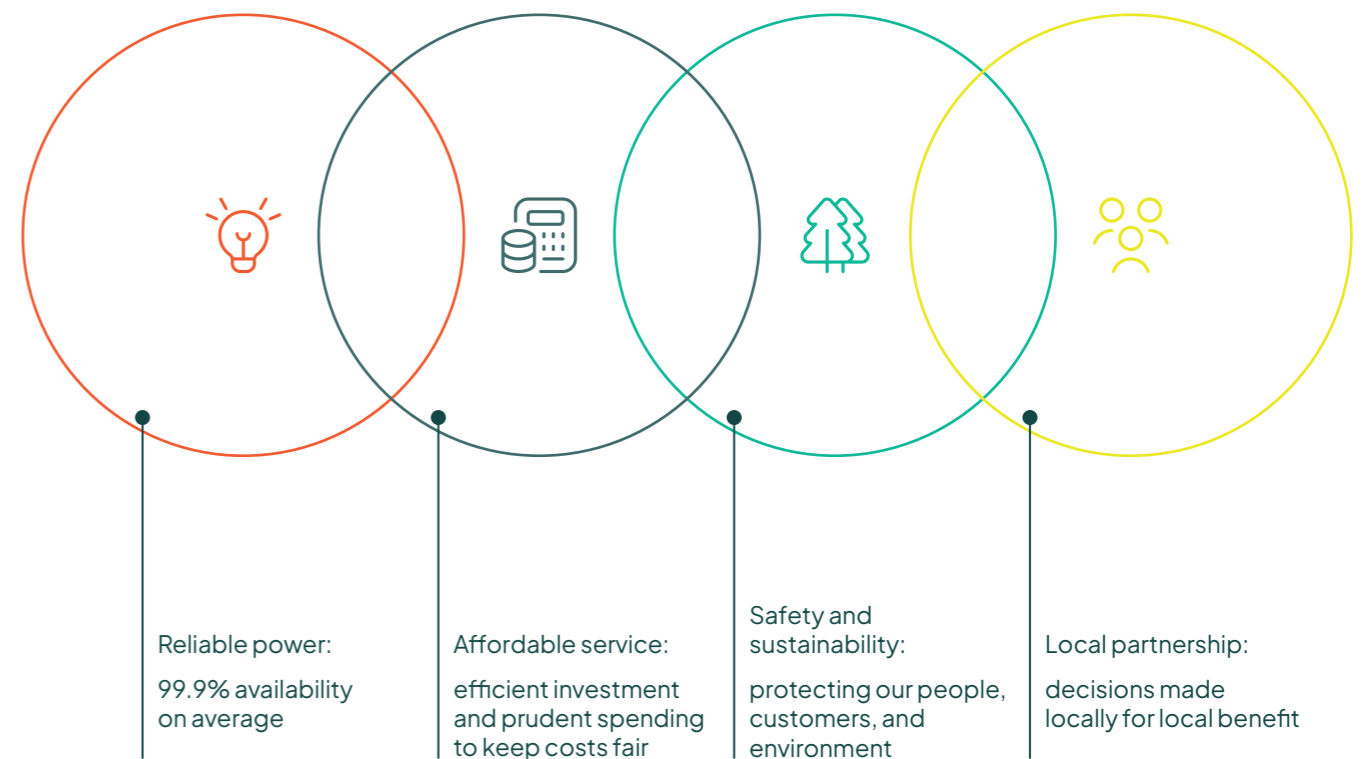 Reliable power:
99.9% availability
on average
Affordable service:
efficient investment
and prudent spending
to keep costs fair
Safety and
sustainability:
protecting our people,
customers, and
environment
Local partnership:
decisions made
locally for local benefit